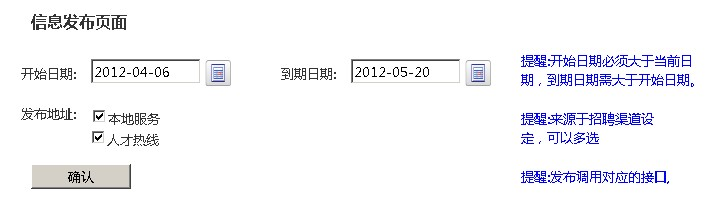 信息发布页面
开始日期: 2012-04-06 到期日期: 2012-05-20
提醒:开始日期必须大于当前日
期，到期日期需大于开始日期。
发布地址: 本地服务
人才热线
提醒:来源于招聘渠道设
定，可以多选
确认
提醒:发布调用对应的接口,